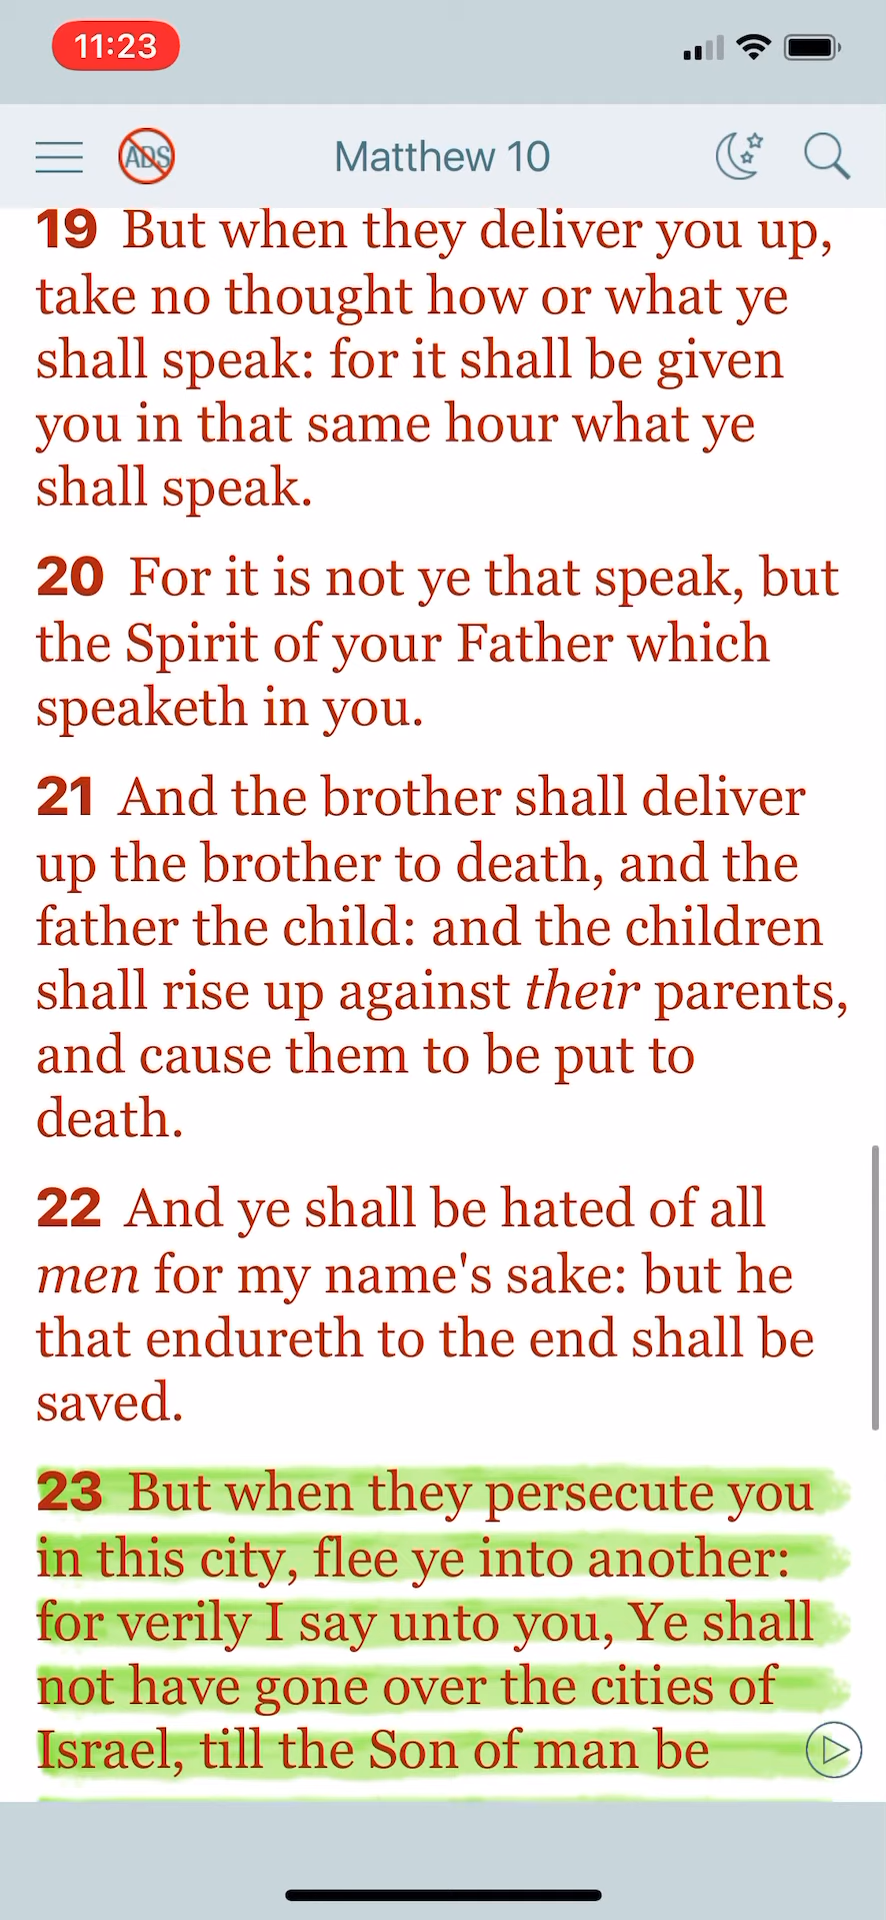 11:23
ADS
Matthew 10
19 But when they deliver you up,
take no thought how or what ye
shall speak: for it shall be given
you in that same hour what ye
shall speak.
20 For it is not ye that speak, but
the Spirit of your Father which
speaketh in you.
21 And the brother shall deliver
up the brother to death, and the
father the child: and the children
shall rise up against their parents,
and cause them to be put to
death.
22 And ye shall be hated of all
men for my name's sake: but he
that endureth to the end shall be
saved.
23 But when they persecute you
in this city, flee ye into another:
for verily I say unto you, Ye shall
not have gone over the cities of
Israel, till the Son of man be